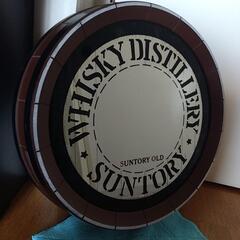 ★ WHISKY DISTILLERY ★
SUNTORY OLD
SUNTORY